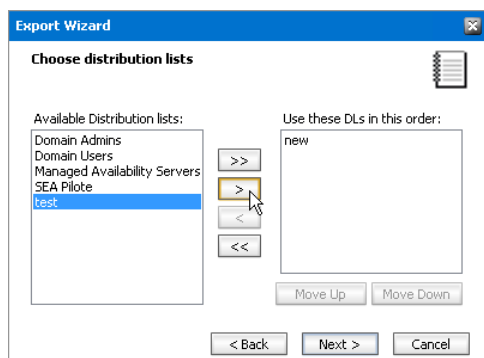 Export Wizard
Choose distribution lists
Available Distribution lists:
Domain Admins
Domain Users
Managed Availability Servers
SEA Pilote
test
>>
>
<
<<
Use these DLs in this order:
new
Move Up
Move Down
< Back
Next >
Cancel